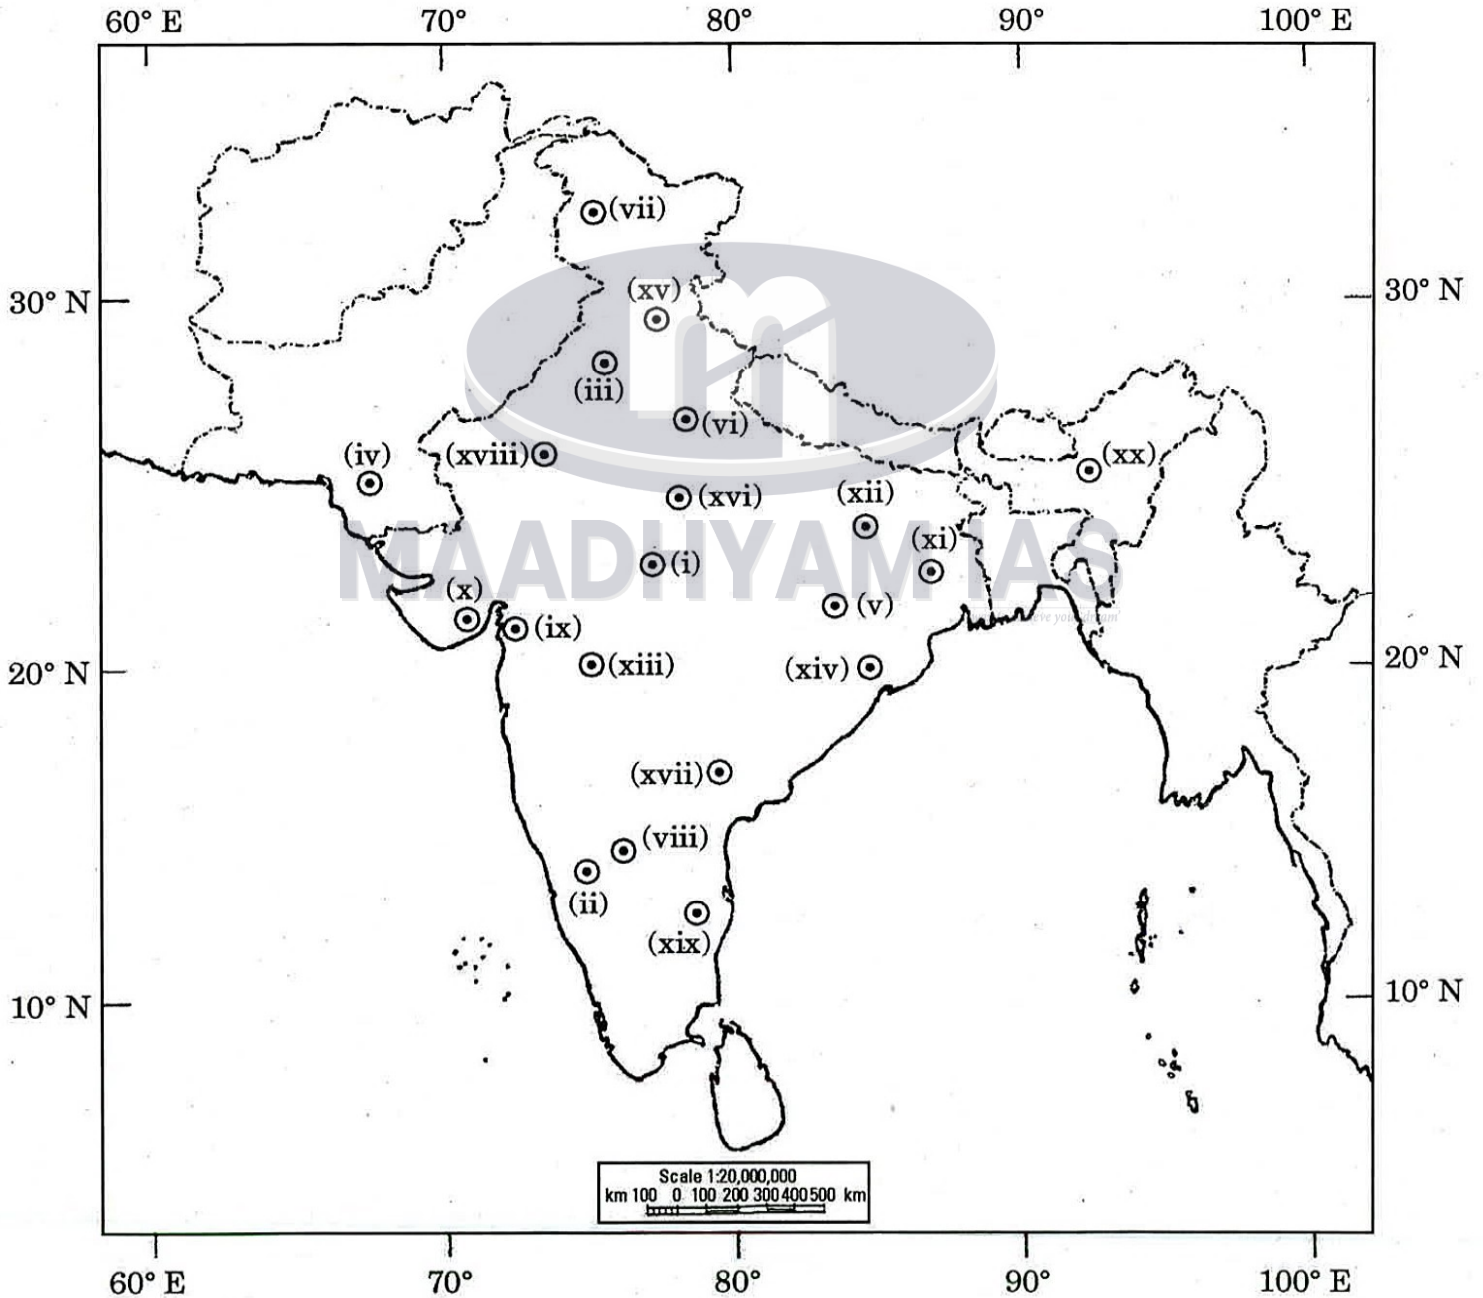 60° E 70° 80° 90° 100° E
(vii)
30° N (xv) 30° N
(iii)
(vi)
(iv) (xviii) (xx)
(xvi) (xii)
MAADHYAM IAS
(i) (xi)
(x) (v)
(ix)
20° N (xiii) (xiv) 20° N
(xvii)
(viii)
(ii)
(xix)
10° N 10° N
Scale 1:20,000,000
km 100 0 100 200 300 400 500 km
60° E 70° 80° 90° 100° E